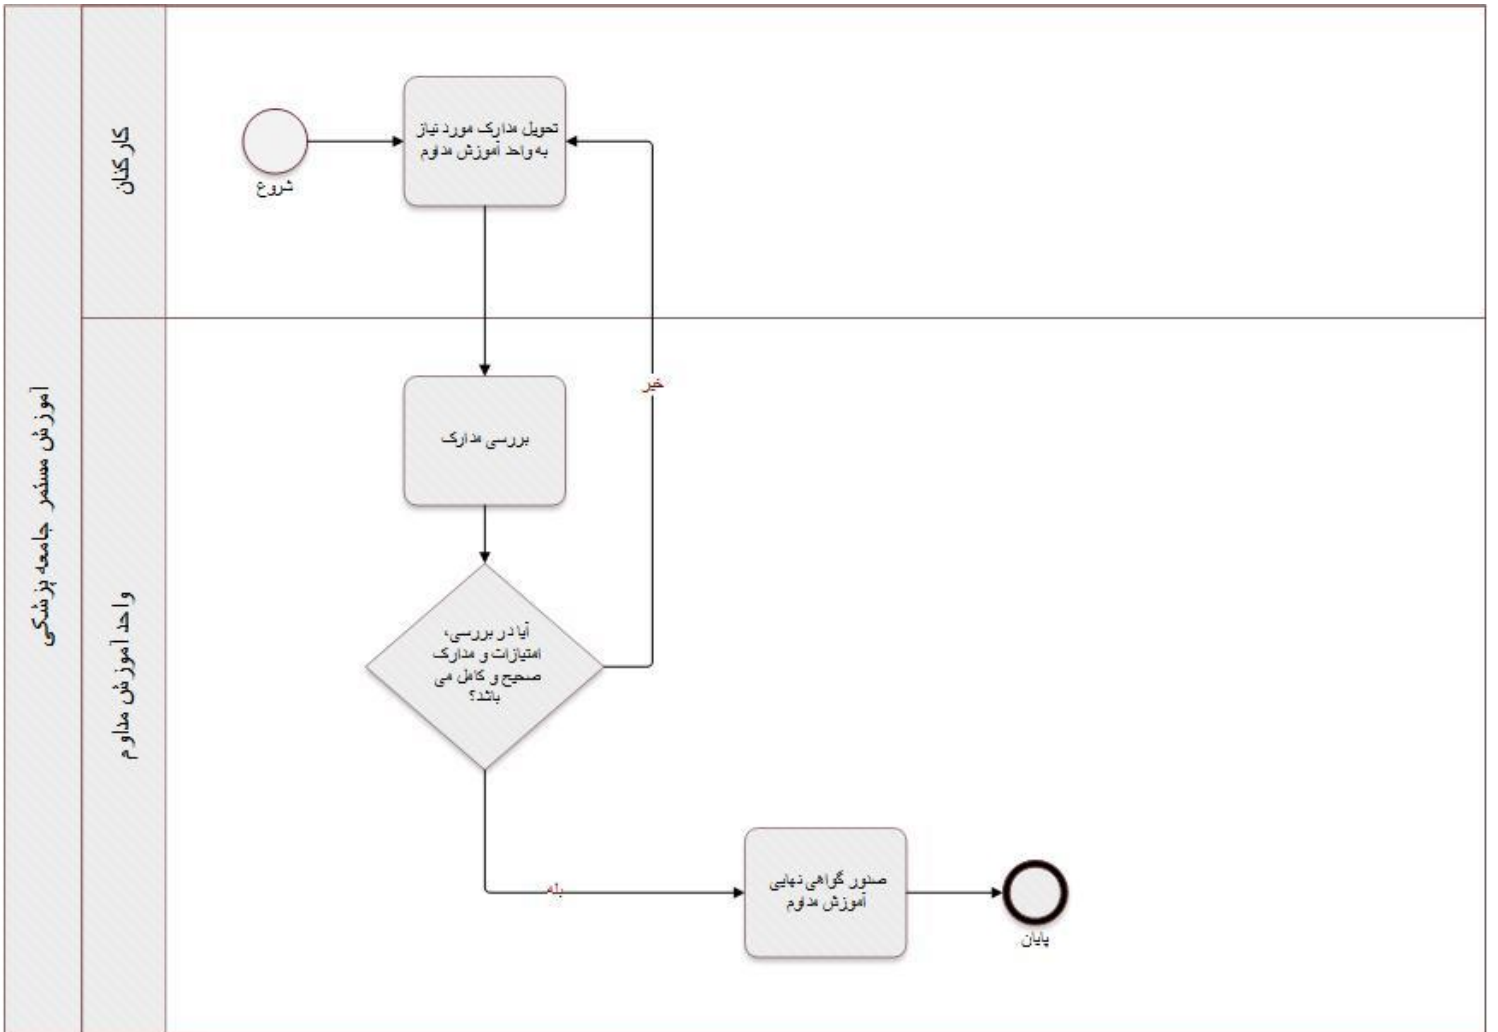 آموزش مستمر جامعه پزشکی
کارکنان
شروع
تحویل مدارک مورد نیاز
به واحد آموزش مداوم
واحد آموزش مداوم
خیر
بررسی مدارک
آیا در بررسی،
امتیازات و مدارک
صحیح و کامل می
باشد؟
بله
صدور گواهی نهایی
آموزش مداوم
پایان